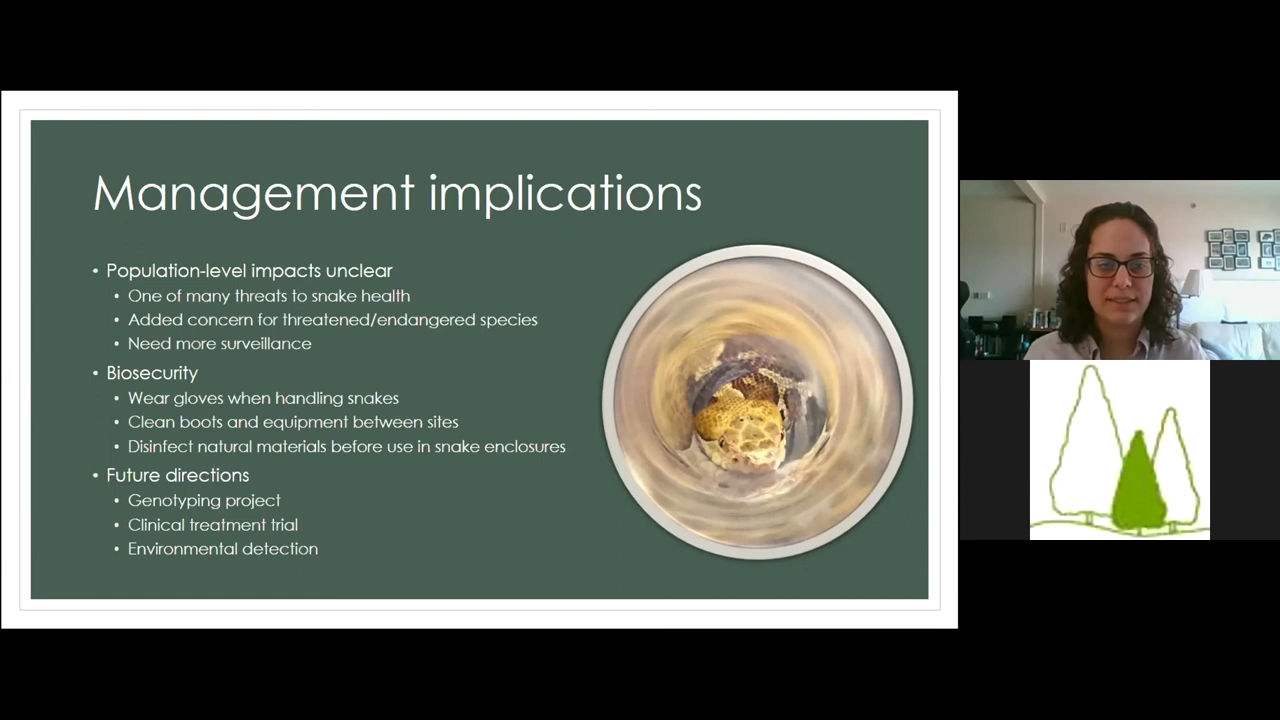 Management implications
• Population-level impacts unclear
• One of many threats to snake health
• Added concern for threatened/endangered species
• Need more surveillance
• Biosecurity
• Wear gloves when handling snakes
• Clean boots and equipment between sites
• Disinfect natural materials before use in snake enclosures
• Future directions
• Genotyping project
• Clinical treatment trial
• Environmental detection